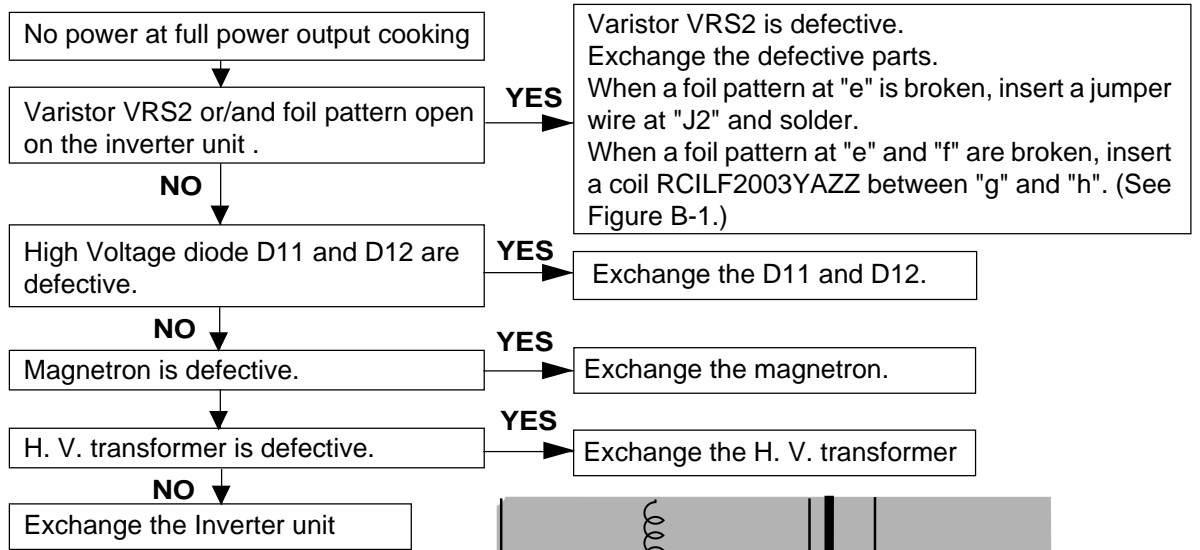 No power at full power output cooking
Varistor VRS2 or/and foil pattern open
on the inverter unit .
YES
Varistor VRS2 is defective.
Exchange the defective parts.
When a foil pattern at "e" is broken, insert a jumper
wire at "J2" and solder.
When a foil pattern at "e" and "f" are broken, insert
a coil RCILF2003YAZZ between "g" and "h". (See
Figure B-1.)
NO
High Voltage diode D11 and D12 are
defective.
YES
Exchange the D11 and D12.
NO
Magnetron is defective.
YES
Exchange the magnetron.
H. V. transformer is defective.
YES
Exchange the H. V. transformer
NO
Exchange the Inverter unit